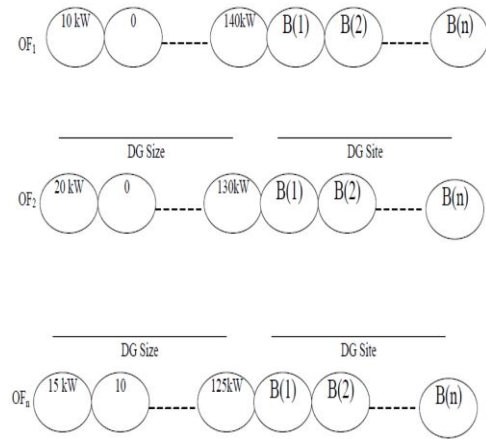 OF1 10 kW 0 140kW B(1) B(2) B(n)
DG Size DG Site
OF2 20 kW 0 130kW B(1) B(2) B(n)
DG Size DG Site
OFn 15 kW 10 125kW B(1) B(2) B(n)